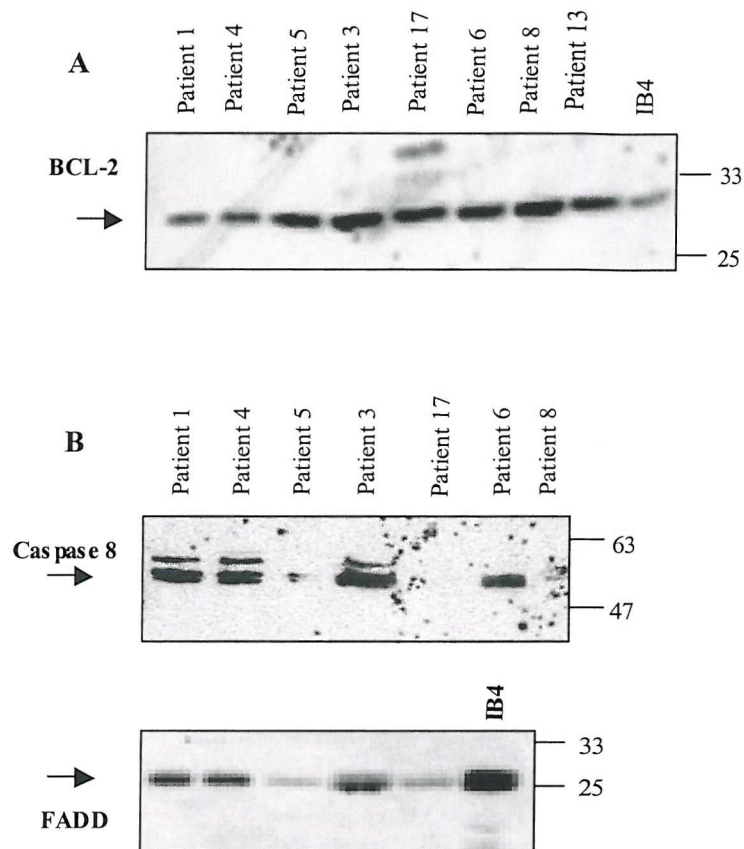 A
Patient 1
Patient 4
Patient 5
Patient 3
Patient 17
Patient 6
Patient 8
Patient 13
IB4
BCL-2
33
25
B
Patient 1
Patient 4
Patient 5
Patient 3
Patient 17
Patient 6
Patient 8
Caspase 8
63
47
IB4
33
25
FADD